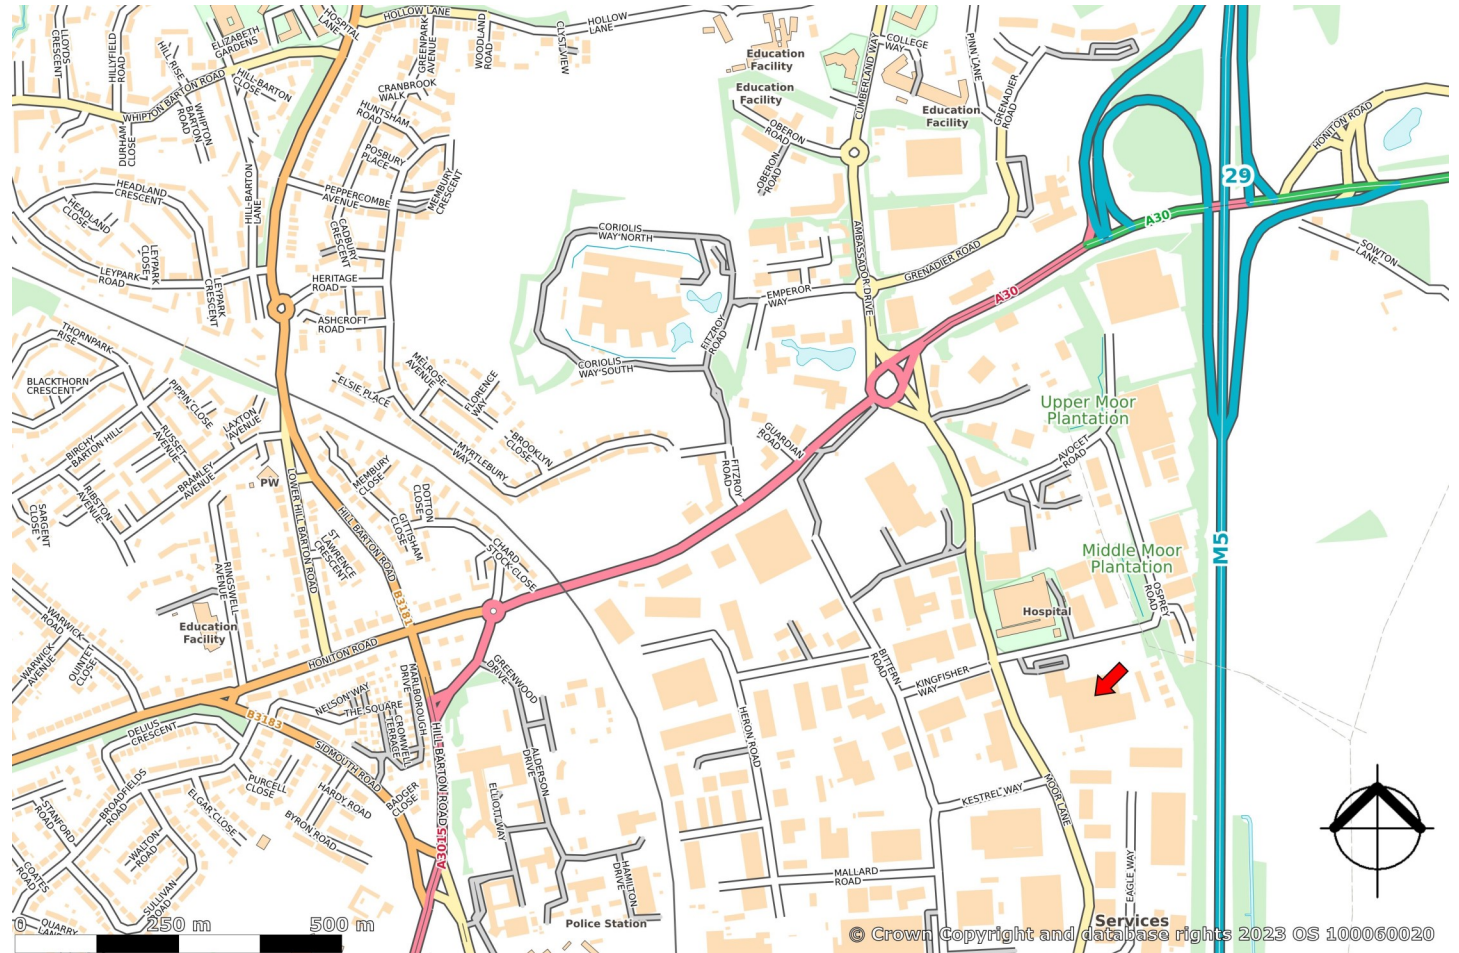 HOLLOW LANE
HOSPITAL
LANE
ELIZABETH
GARDENS
LLOYDS
CRESCENT
HILLYFIELD
ROAD
HILL RISE
GREENPARK
AVENUE
WOODLAND
ROAD
CLYST VIEW
HOLLOW
LANE
Education
Facility
COLLEGE
WAY
PINN LANE
CUMBERLAND WAY
Education
Facility
GRENADIER
ROAD
Education
Facility
HILL-BARTON
CLOSE
WHIPTON BARTON ROAD
WHIPTON
BARTON
ROAD
DURHAM
CLOSE
CRANBROOK
WALK
HUNTSHAM
ROAD
POSBURY
PLACE
MEMBURY
CRESCENT
PEPPERCOMBE
AVENUE
CADBURY
CRESCENT
OBERON
ROAD
OBERON
ROAD
HONITON ROAD
29
A30
SOWTON
LANE
HEADLAND
CRESCENT
HEADLAND
CLOSE
HILL-BARTON
LANE
LEYPARK
CLOSE
LEYPARK
ROAD
LEYPARK
CRESCENT
HERITAGE
ROAD
ASHCROFT
ROAD
CORIOLIS
WAY NORTH
AMBASSADOR DRIVE
GRENADIER ROAD
EMPEROR
WAY
A30
FITZROY
ROAD
CORIOLIS
WAY SOUTH
THORNPARK
RISE
BLACKTHORN
CRESCENT
PIPPIN CLOSE
LAXTON
AVENUE
RUSSET
AVENUE
BIRCHY
BARTON HILL
BRAMLEY
AVENUE
RIBSTON
AVENUE
SARGENT
CLOSE
ELSIE PLACE
MELROSE
AVENUE
FLORENCE
WAY
BROOKLYN
CLOSE
MYRTLEBURY
WAY
GUARDIAN
ROAD
FITZROY
ROAD
Upper Moor
Plantation
AVOCET
ROAD
PW
LOWER HILL BARTON ROAD
MEMBURY
CLOSE
DOTTON
CLOSE
GITTISHAM
CLOSE
HILL BARTON ROAD
B3181
ST
LAWRENCE
CRESCENT
CHARD
STOCK CLOSE
M5
Middle Moor
Plantation
OSPREY
ROAD
Hospital
RINGSWELL
AVENUE
Education
Facility
WARWICK
ROAD
WARWICK
AVENUE
QUINTET
CLOSE
HONITON ROAD
BITTERN
ROAD
KINGFISHER
WAY
GREENWOOD
DRIVE
MARLBOROUGH
DRIVE
NELSON WAY
THE SQUARE
CROMWELL
TERRACE
B3183
DELIUS
CRESCENT
SIDMOUTH ROAD
HERON ROAD
HILL BARTON ROAD
A3015
ALDERSON
DRIVE
ELLIOTT WAY
BADGER
CLOSE
BROADFIELDS
ROAD
PURCELL
CLOSE
ELGAR CLOSE
HARDY ROAD
BYRON ROAD
STANFORD
ROAD
WALTON
ROAD
COATES
ROAD
SULLIVAN
ROAD
QUARRY
LANE
KESTREL WAY
MOOR LANE
MALLARD
ROAD
EAGLE WAY
HAMILTON
DRIVE
Police Station
Services
0 250 m 500 m
© Crown Copyright and database rights 2023 OS 100060020